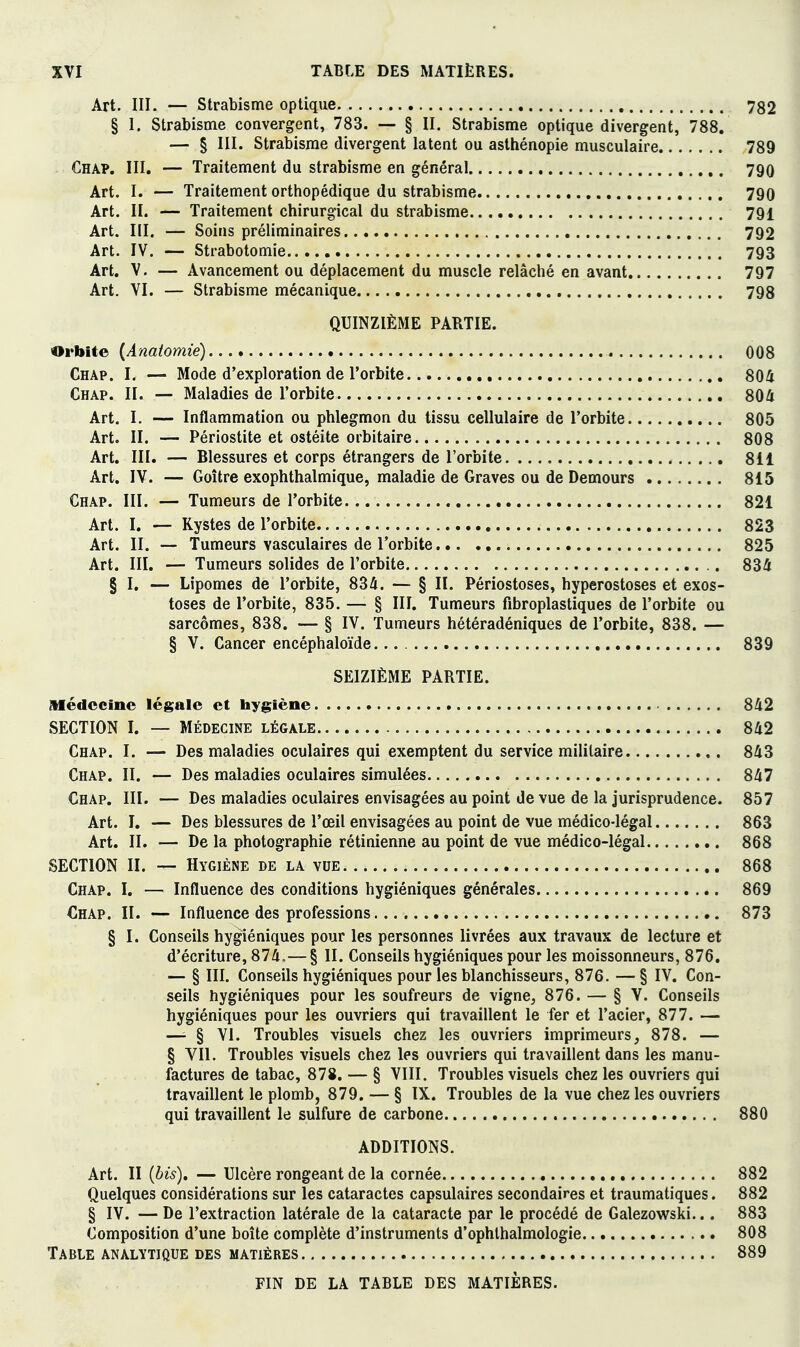 XVI TABLE DES MATIÈRES.
Art. III. — Strabisme optique. 782
§ I. Strabisme convergent, 783. — § II. Strabisme optique divergent, 788.
— § III. Strabisme divergent latent ou asthénopie musculaire. 789
CHAP. III. — Traitement du strabisme en général. 790
Art. I. — Traitement orthopédique du strabisme. 790
Art. II. — Traitement chirurgical du strabisme. 791
Art. III. — Soins préliminaires. 792
Art. IV. — Strabotomie. 793
Art. V. — Avancement ou déplacement du muscle relâché en avant. 797
Art. VI. — Strabisme mécanique. 798
QUINZIÈME PARTIE.
Orbite (Anatomie). 008
CHAP. I. — Mode d'exploration de l'orbite. 804
CHAP. II. — Maladies de l'orbite. 804
Art. I. — Inflammation ou phlegmon du tissu cellulaire de l'orbite. 805
Art. II. — Périostite et ostéite orbitaire. 808
Art. III. — Blessures et corps étrangers de l'orbite. 811
Art. IV. — Goître exophthalmique, maladie de Graves ou de Demours. 815
CHAP. III. — Tumeurs de l'orbite. 821
Art. I. — Kystes de l'orbite. 823
Art. II. — Tumeurs vasculaires de l'orbite. 825
Art. III. — Tumeurs solides de l'orbite. 834
§ I. — Lipomes de l'orbite, 834. — § II. Périostoses, hyperostoses et exos-
toses de l'orbite, 835. — § III. Tumeurs fibroplastiques de l'orbite ou
sarcômes, 838. — § IV. Tumeurs hétéradéniques de l'orbite, 838. —
§ V. Cancer encéphaloïde. 839
SEIZIÈME PARTIE.
Médecine légale et hygiène. 842
SECTION I. — MÉDECINE LÉGALE. 842
CHAP. I. — Des maladies oculaires qui exemptent du service militaire. 843
CHAP. II. — Des maladies oculaires simulées. 847
CHAP. III. — Des maladies oculaires envisagées au point de vue de la jurisprudence. 857
Art. I. — Des blessures de l'œil envisagées au point de vue médico-légal. 863
Art. II. — De la photographie rétinienne au point de vue médico-légal. 868
SECTION II. — HYGIÈNE DE LA VUE. 868
CHAP. I. — Influence des conditions hygiéniques générales. 869
CHAP. II. — Influence des professions. 873
§ I. Conseils hygiéniques pour les personnes livrées aux travaux de lecture et
d'écriture, 874. — § II. Conseils hygiéniques pour les moissonneurs, 876.
— § III. Conseils hygiéniques pour les blanchisseurs, 876. — § IV. Con-
seils hygiéniques pour les soufreurs de vigne, 876. — § V. Conseils
hygiéniques pour les ouvriers qui travaillent le fer et l'acier, 877. —
— § VI. Troubles visuels chez les ouvriers imprimeurs, 878. —
§ VII. Troubles visuels chez les ouvriers qui travaillent dans les manu-
factures de tabac, 878. — § VIII. Troubles visuels chez les ouvriers qui
travaillent le plomb, 879. — § IX. Troubles de la vue chez les ouvriers
qui travaillent le sulfure de carbone. 880
ADDITIONS.
Art. II (bis). — Ulcère rongeant de la cornée. 882
Quelques considérations sur les cataractes capsulaires secondaires et traumatiques. 882
§ IV. — De l'extraction latérale de la cataracte par le procédé de Galezowski... 883
Composition d'une boîte complète d'instruments d'ophthalmologie. 808
TABLE ANALYTIQUE DES MATIÈRES. 889
FIN DE LA TABLE DES MATIÈRES.